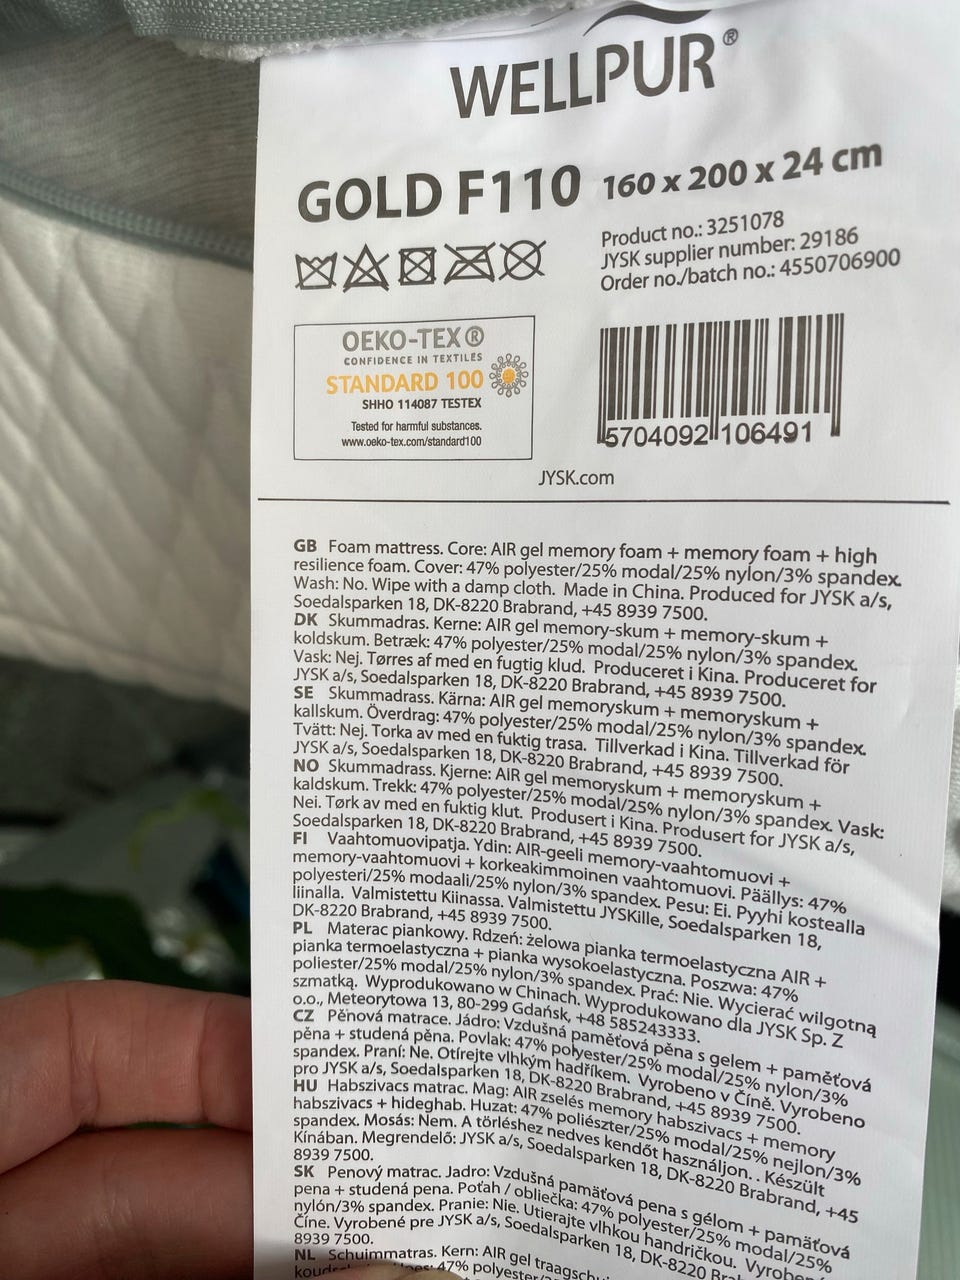 WELLPUR®
GOLD F110 160 x 200 x 24 cm
Product no.: 3251078
JYSK supplier number: 29186
Order no./batch no.: 4550706900
OEKO-TEX®
CONFIDENCE IN TEXTILES
STANDARD 100
SHHO 114087 TESTEX
Tested for harmful substances.
www.oeko-tex.com/standard100
5704092106491
JYSK.com
GB Foam mattress. Core: AIR gel memory foam + memory foam + high
resilience foam. Cover: 47% polyester/25% modal/25% nylon/3% spandex.
Wash: No. Wipe with a damp cloth. Made in China. Produced for JYSK a/s,
Soedalsparken 18, DK-8220 Brabrand, +45 8939 7500.
DK Skummadras. Kerne: AIR gel memory-skum + memory-skum +
koldskum. Betræk: 47% polyester/25% modal/25% nylon/3% spandex.
Vask: Nej. Tørres af med en fugtig klud. Produceret i Kina. Produceret for
JYSK a/s, Soedalsparken 18, DK-8220 Brabrand, +45 8939 7500.
SE Skummadrass. Kärna: AIR gel memoryskum + memoryskum +
kallskum. Överdrag: 47% polyester/25% modal/25% nylon/3% spandex.
Tvätt: Nej. Torka av med en fuktig trasa. Tillverkad i Kina. Tillverkad för
JYSK a/s, Soedalsparken 18, DK-8220 Brabrand, +45 8939 7500.
NO Skummadrass. Kjerne: AIR gel memoryskum + memoryskum +
kaldskum. Trekk: 47% polyester/25% modal/25% nylon/3% spandex. Vask:
Nei. Tørk av med en fuktig klut. Produsert i Kina. Produsert for JYSK a/s,
Soedalsparken 18, DK-8220 Brabrand, +45 8939 7500.
FI Vaahtomuovipatja. Ydin: AIR-geeli memory-vaahtomuovi +
memory-vaahtomuovi + korkeakimmoinen vaahtomuovi. Päällys: 47%
polyesteri/25% modaali/25% nylon/3% spandex. Pesu: Ei. Pyyhi kostealla
liinalla. Valmistettu Kiinassa. Valmistettu JYSKille, Soedalsparken 18,
DK-8220 Brabrand, +45 8939 7500.
PL Materac piankowy. Rdzeń: żelowa pianka termoelastyczna AIR +
pianka termoelastyczna + pianka wysokoelastyczna. Poszwa: 47%
poliester/25% modal/25% nylon/3% spandex. Prać: Nie. Wycierać wilgotną
szmatką. Wyprodukowano w Chinach. Wyprodukowano dla JYSK Sp. Z
o.o., Meteorytowa 13, 80-299 Gdańsk, +48 585243333.
CZ Pěnová matrace. Jádro: Vzdušná paměťová pěna s gelem + paměťová
pěna + studená pěna. Povlak: 47% polyester/25% modal/25% nylon/3%
spandex. Praní: Ne. Otírejte vlhkým hadříkem. Vyrobeno v Číně. Vyrobeno
pro JYSK a/s, Soedalsparken 18, DK-8220 Brabrand, +45 8939 7500.
HU Habszivacs matrac. Mag: AIR zselés memory habszivacs + memory
habszivacs + hideghab. Huzat: 47% poliészter/25% modal/25% nejlon/3%
spandex. Mosás: Nem. A törléshez nedves kendőt használjon. . Készült
Kínában. Megrendelő: JYSK a/s, Soedalsparken 18, DK-8220 Brabrand, +45
8939 7500.
SK Penový matrac. Jadro: Vzdušná pamäťová pena s gélom + pamäťová
pena + studená pena. Poťah / obliečka: 47% polyester/25% modal/25%
nylón/3% spandex. Pranie: Nie. Utierajte vlhkou handričkou. Vyrobeno
Číne. Vyrobené pre JYSK a/s, Soedalsparken 18, DK-8220
8939 7500.
NL Schuimmatras. Kern: AIR gel
47%